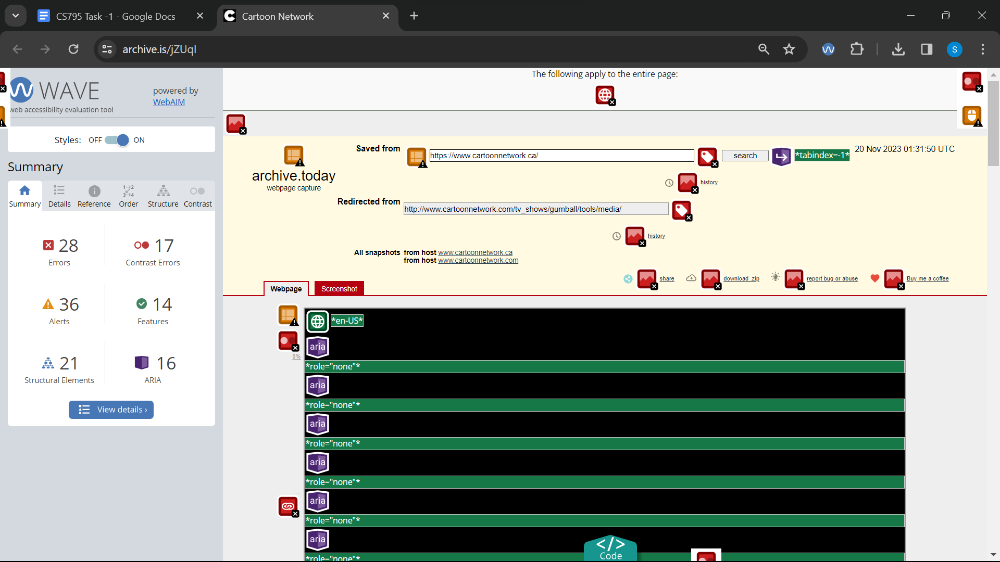 CS795 Task -1 - Google Docs
Cartoon Network
archive.is/jZUqI
S
WAVE
powered by
WebAIM
web accessibility evaluation tool
Styles: OFF ON
Summary
Summary Details Reference Order Structure Contrast
28
Errors
17
Contrast Errors
36
Alerts
14
Features
21
Structural Elements
16
ARIA
View details ›
The following apply to the entire page:
archive.today
webpage capture
Saved from
https://www.cartoonnetwork.ca/
search
*tabindex=-1*
20 Nov 2023 01:31:50 UTC
history
Redirected from
http://www.cartoonnetwork.com/tv_shows/gumball/tools/media/
history
All snapshots from host www.cartoonnetwork.ca
from host www.cartoonnetwork.com
share
download .zip
report bug or abuse
Buy me a coffee
Webpage
Screenshot
*en-US*
0%
aria
*role="none"*
aria
*role="none"*
aria
*role="none"*
aria
*role="none"*
aria
*role="none"*
aria
*role="none"*
</>
Code